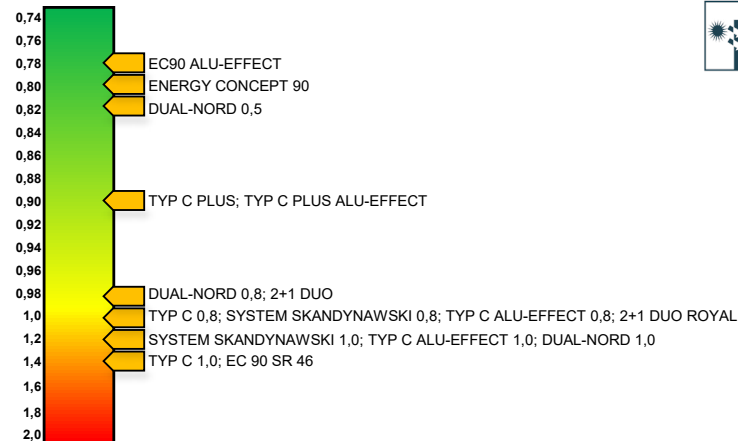 0,74
0,76
0,78 EC90 ALU-EFFECT
0,80 ENERGY CONCEPT 90
0,82 DUAL-NORD 0,5
0,84
0,86
0,88
0,90 TYP C PLUS; TYP C PLUS ALU-EFFECT
0,92
0,94
0,96
0,98 DUAL-NORD 0,8; 2+1 DUO
1,0 TYP C 0,8; SYSTEM SKANDYNAWSKI 0,8; TYP C ALU-EFFECT 0,8; 2+1 DUO ROYAL
1,2 SYSTEM SKANDYNAWSKI 1,0; TYP C ALU-EFFECT 1,0; DUAL-NORD 1,0
1,4 TYP C 1,0; EC 90 SR 46
1,6
1,8
2,0